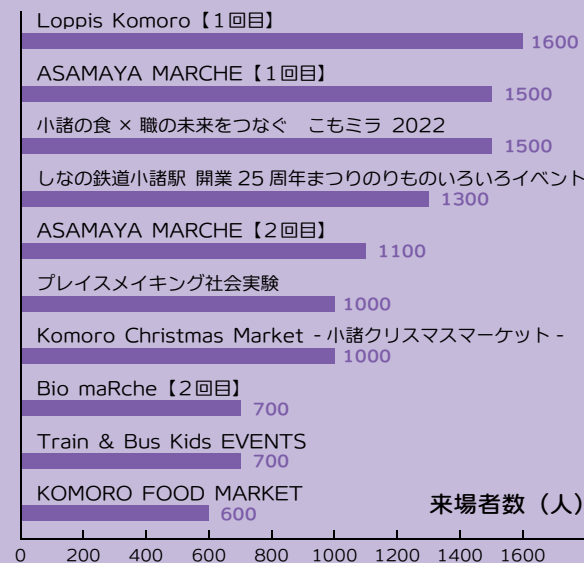 Loppis Komoro【1回目】
1600
ASAMAYA MARCHE【1回目】
1500
小諸の食 × 職の未来をつなぐ　こもミラ 2022
1500
しなの鉄道小諸駅 開業 25 周年まつりのりものいろいろイベント
1300
ASAMAYA MARCHE【2回目】
1100
プレイスメイキング社会実験
1000
Komoro Christmas Market - 小諸クリスマスマーケット -
1000
Bio maRche【2回目】
700
Train & Bus Kids EVENTS
700
KOMORO FOOD MARKET
600
来場者数（人）
0 200 400 600 800 1000 1200 1400 1600